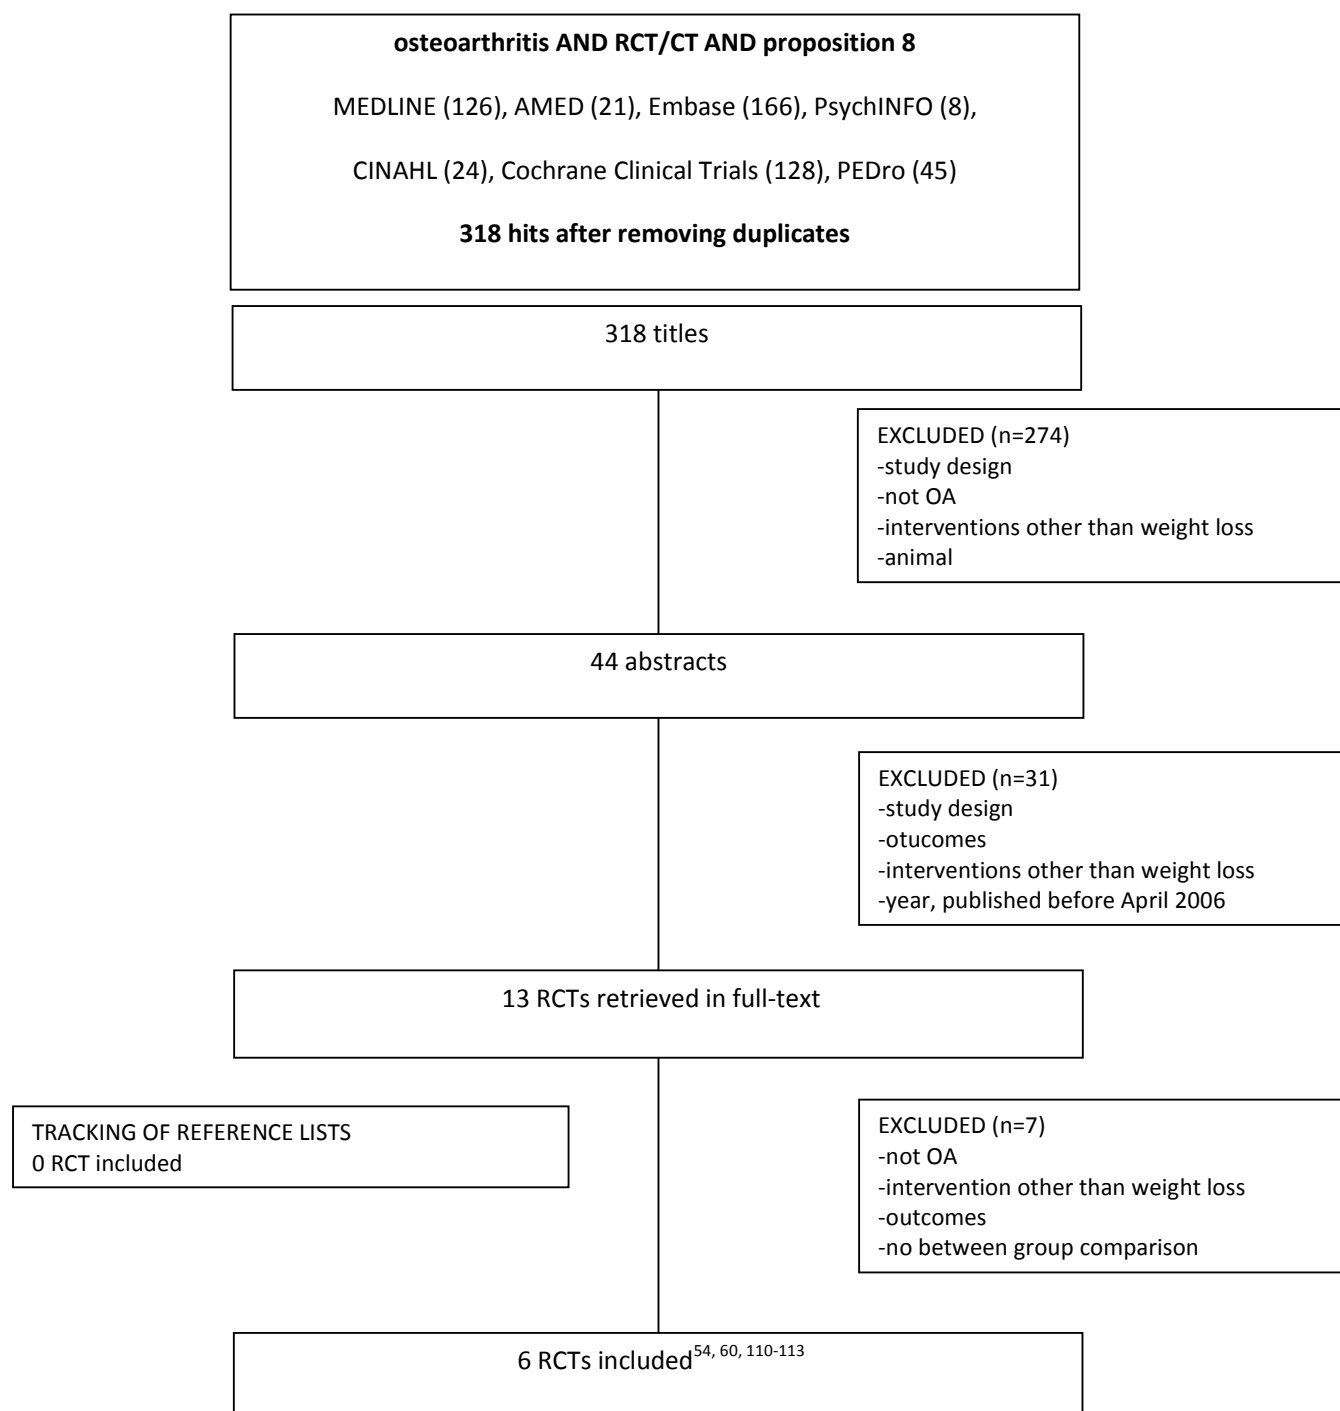 osteoarthritis AND RCT/CT AND proposition 8
MEDLINE (126), AMED (21), Embase (166), PsychINFO (8),
CINAHL (24), Cochrane Clinical Trials (128), PEDro (45)
318 hits after removing duplicates
318 titles
EXCLUDED (n=274)
-study design
-not OA
-interventions other than weight loss
-animal
44 abstracts
EXCLUDED (n=31)
-study design
-otucomes
-interventions other than weight loss
-year, published before April 2006
13 RCTs retrieved in full-text
TRACKING OF REFERENCE LISTS
0 RCT included
EXCLUDED (n=7)
-not OA
-intervention other than weight loss
-outcomes
-no between group comparison
6 RCTs included54, 60, 110-113